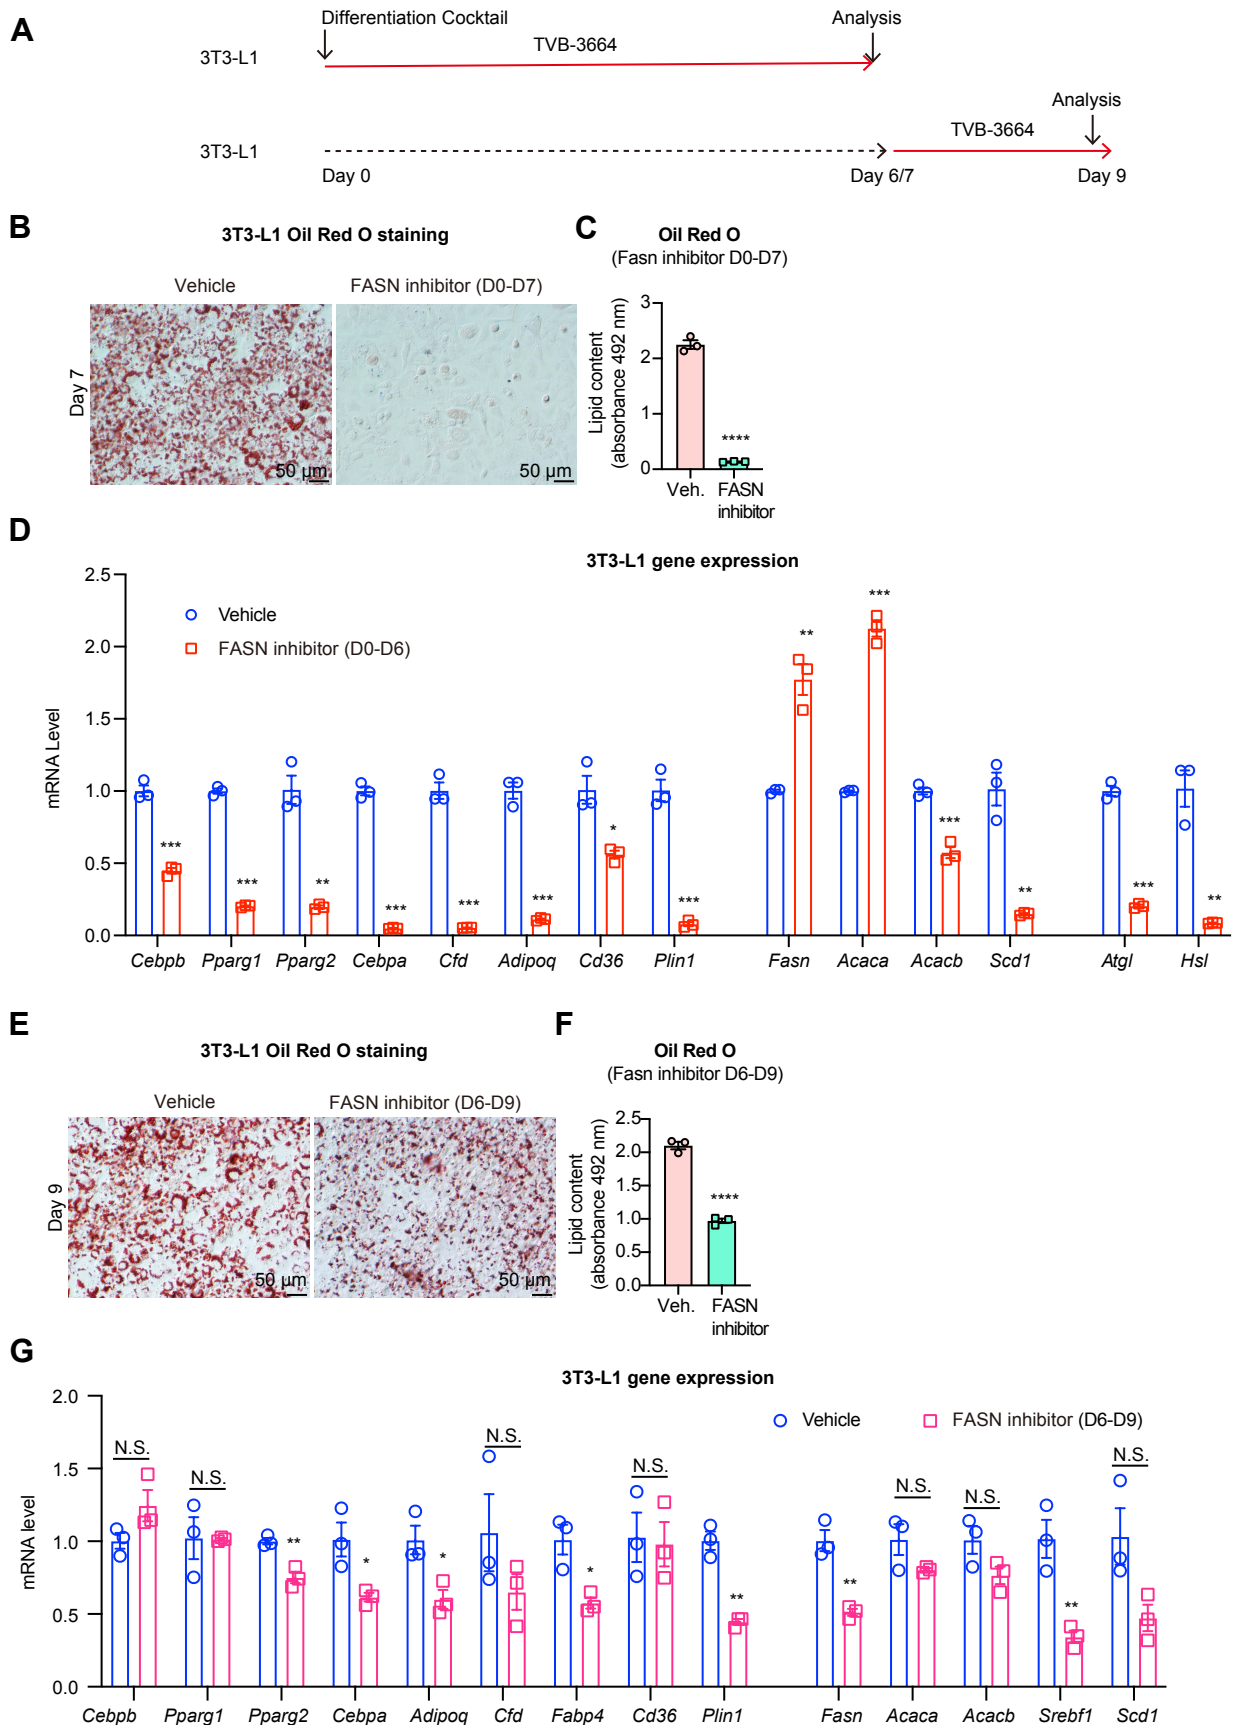 A
Differentiation Cocktail
Analysis
3T3-L1
TVB-3664
Analysis
3T3-L1
TVB-3664
Day 0
Day 6/7
Day 9
B
3T3-L1 Oil Red O staining
Vehicle
FASN inhibitor (D0-D7)
Day 7
50 µm
50 µm
C
Oil Red O
(Fasn inhibitor D0-D7)
Lipid content
(absorbance 492 nm)
3
2
1
0
****
Veh.
FASN
inhibitor
D
3T3-L1 gene expression
mRNA Level
2.5
2.0
1.5
1.0
0.5
0.0
Vehicle
FASN inhibitor (D0-D6)
*** *** ** *** *** *** * *** ** *** *** ** *** **
Cebpb Pparg1 Pparg2 Cebpa Cfd Adipoq Cd36 Plin1 Fasn Acaca Acacb Scd1 Atgl Hsl
E
3T3-L1 Oil Red O staining
Vehicle
FASN inhibitor (D6-D9)
Day 9
50 µm
50 µm
F
Oil Red O
(Fasn inhibitor D6-D9)
Lipid content
(absorbance 492 nm)
2.5
2.0
1.5
1.0
0.5
0.0
****
Veh.
FASN
inhibitor
G
3T3-L1 gene expression
mRNA level
2.0
1.5
1.0
0.5
0.0
Vehicle
FASN inhibitor (D6-D9)
N.S. N.S. ** * * N.S. * N.S. ** ** N.S. N.S. ** N.S.
Cebpb Pparg1 Pparg2 Cebpa Adipoq Cfd Fabp4 Cd36 Plin1 Fasn Acaca Acacb Srebf1 Scd1